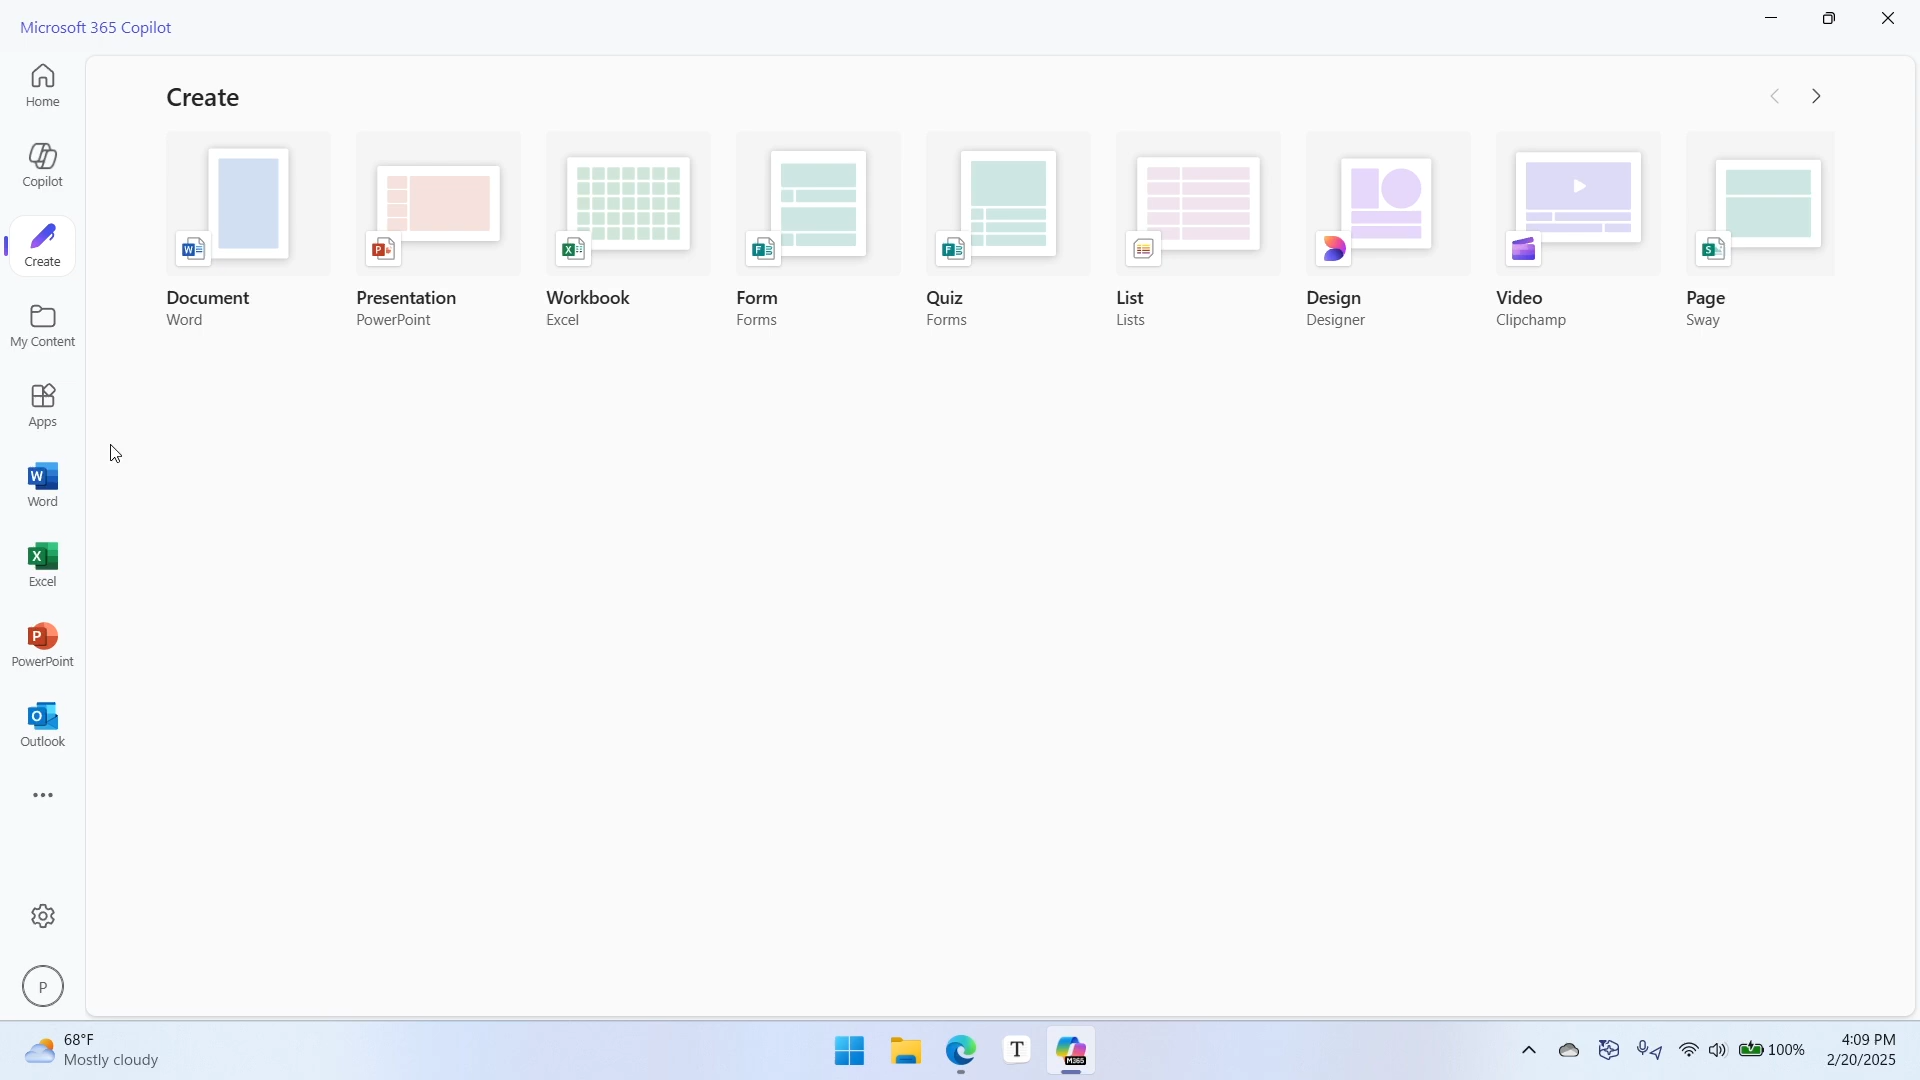 Microsoft 365 Copilot
Home
Copilot
Create
My Content
Apps
Word
Excel
PowerPoint
Outlook
P
Create
Document
Word
Presentation
PowerPoint
Workbook
Excel
Form
Forms
Quiz
Forms
List
Lists
Design
Designer
Video
Clipchamp
Page
Sway
68°F
Mostly cloudy
T
M365
100%
4:09 PM
2/20/2025